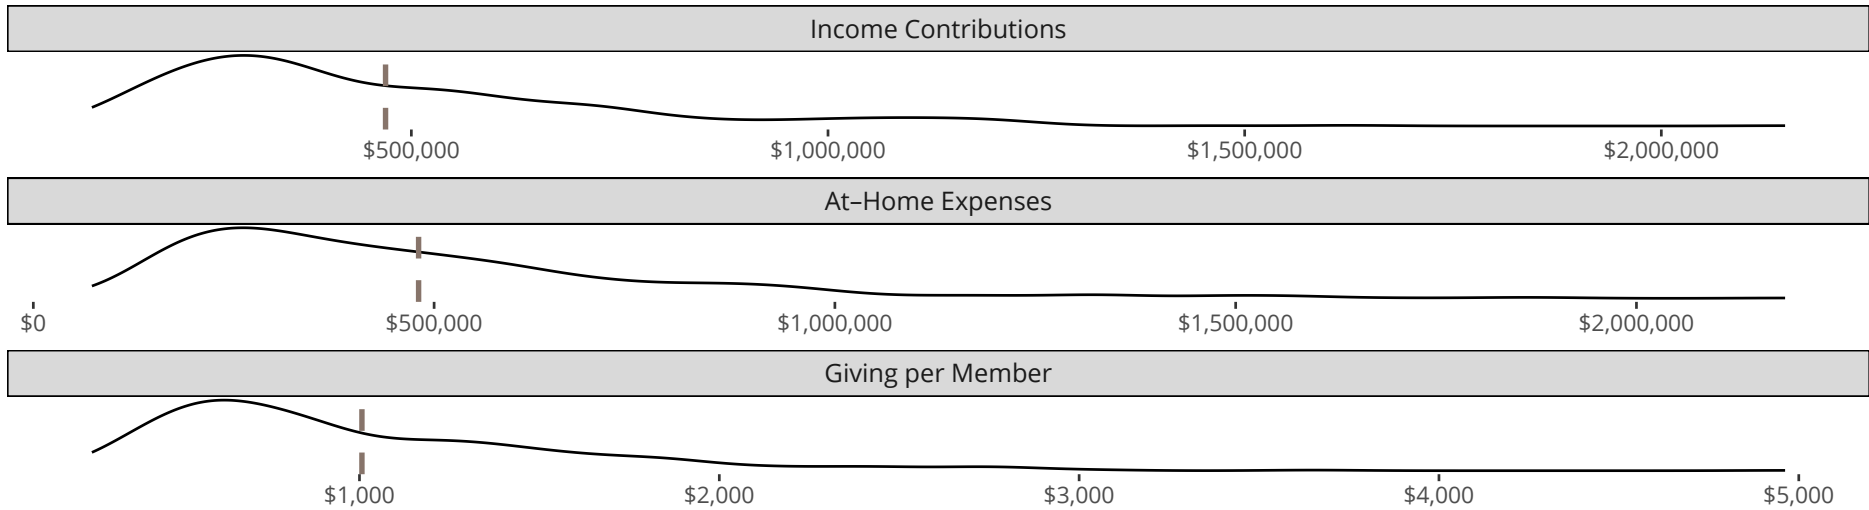 Income Contributions
$500,000 $1,000,000 $1,500,000 $2,000,000
At–Home Expenses
$0 $500,000 $1,000,000 $1,500,000 $2,000,000
Giving per Member
$1,000 $2,000 $3,000 $4,000 $5,000